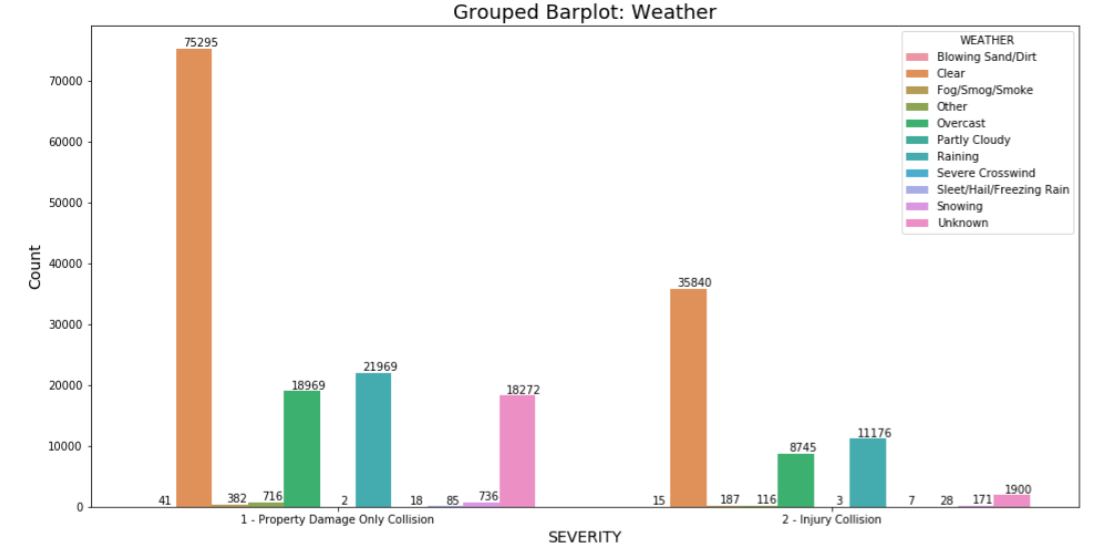 Grouped Barplot: Weather
WEATHER
Blowing Sand/Dirt
Clear
Fog/Smog/Smoke
Other
Overcast
Partly Cloudy
Raining
Severe Crosswind
Sleet/Hail/Freezing Rain
Snowing
Unknown
Count
70000
60000
50000
40000
30000
20000
10000
0
41
75295
382
716
18969
2
21969
18
85
736
18272
15
35840
187
116
8745
3
11176
7
28
171
1900
1 - Property Damage Only Collision
2 - Injury Collision
SEVERITY